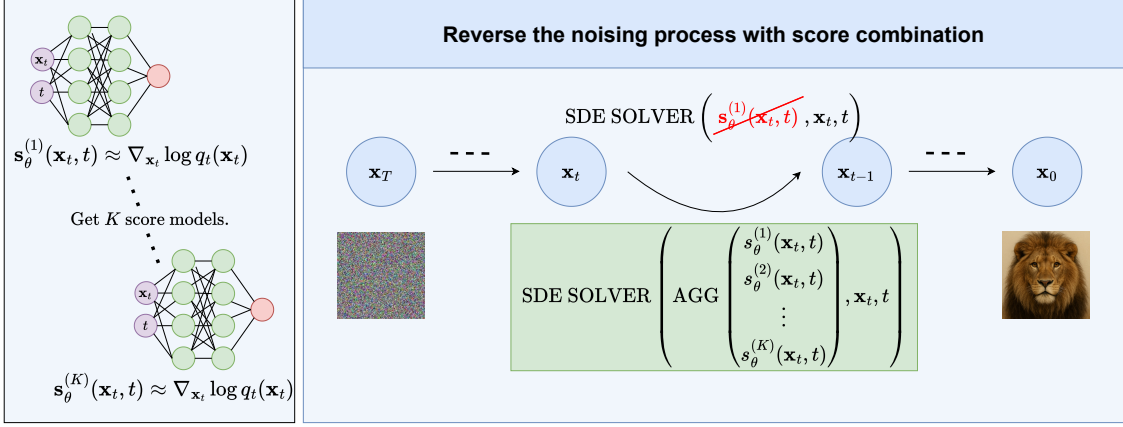 x_t
t
s_θ^{(1)}(x_t, t) ≈ ∇_{x_t} log q_t(x_t)
Get K score models.
x_t
t
s_θ^{(K)}(x_t, t) ≈ ∇_{x_t} log q_t(x_t)
Reverse the noising process with score combination
SDE SOLVER ( s_θ^{(1)}(x_t, t) , x_t, t )
x_T
x_t
x_{t−1}
x_0
SDE SOLVER ( AGG ( s_θ^{(1)}(x_t, t)
s_θ^{(2)}(x_t, t)
⋮
s_θ^{(K)}(x_t, t) ) , x_t, t )